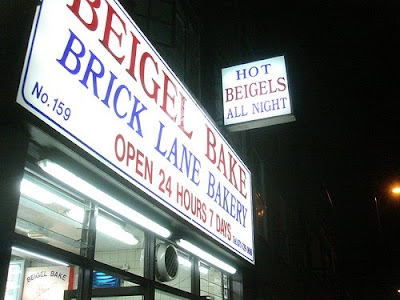 BEIGEL BAKE
BRICK LANE BAKERY
No.159
OPEN 24 HOURS 7 DAYS
HOT
BEIGELS
ALL NIGHT
BEIGEL BAKE